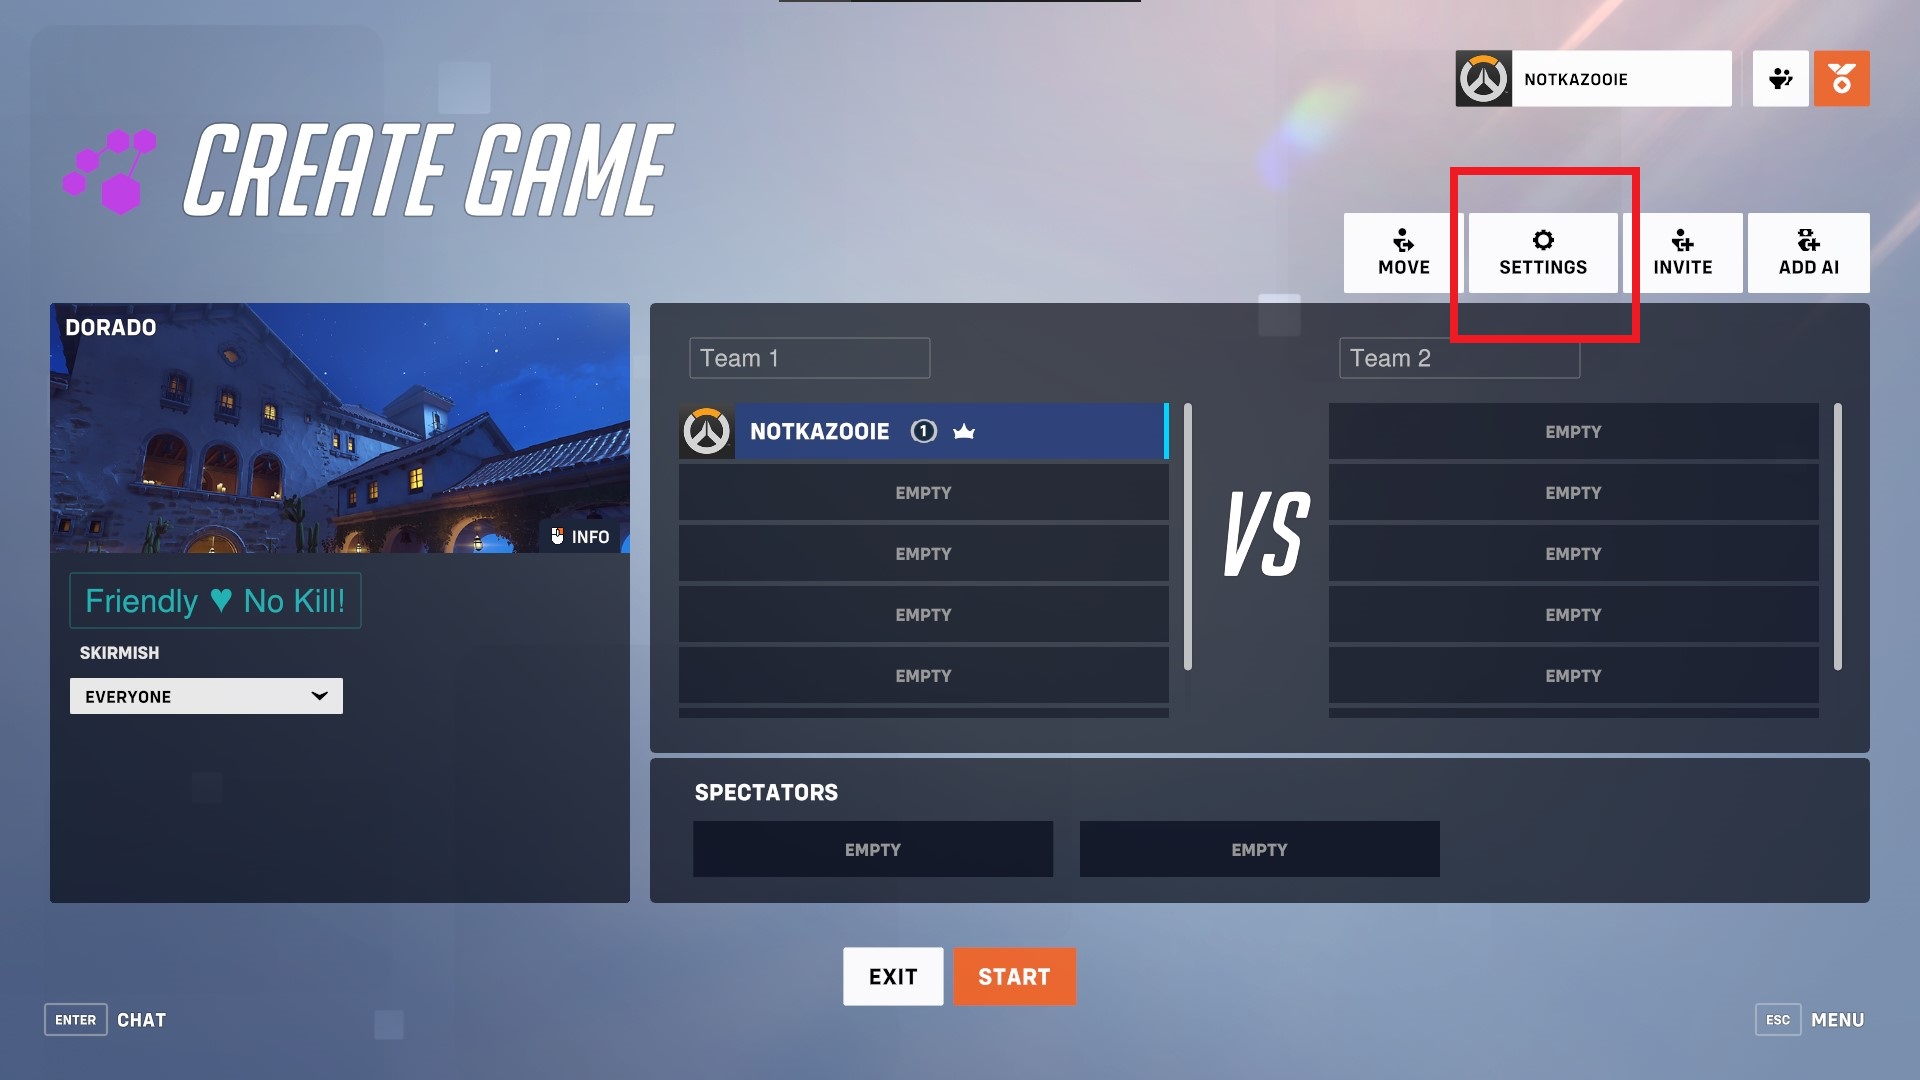 NOTKAZOOIE
CREATE GAME
MOVE
SETTINGS
INVITE
ADD AI
DORADO
INFO
Friendly ♥ No Kill!
SKIRMISH
EVERYONE
Team 1
NOTKAZOOIE 1
EMPTY
EMPTY
EMPTY
EMPTY
VS
Team 2
EMPTY
EMPTY
EMPTY
EMPTY
EMPTY
SPECTATORS
EMPTY
EMPTY
EXIT
START
ENTER CHAT
ESC MENU